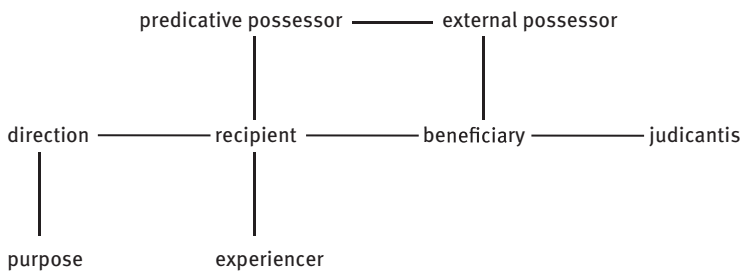 predicative possessor external possessor
direction recipient beneficiary judicantis
purpose experiencer